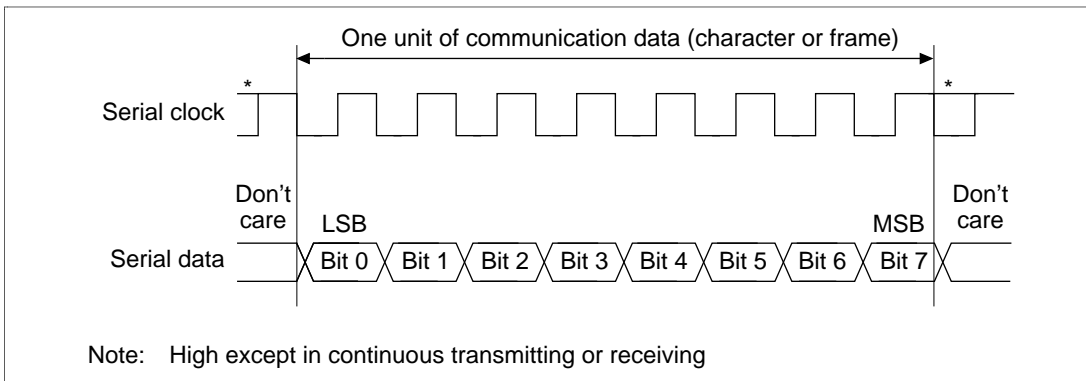 One unit of communication data (character or frame)
* *
Serial clock
Don't care Don't care
LSB MSB
Serial data Bit 0 Bit 1 Bit 2 Bit 3 Bit 4 Bit 5 Bit 6 Bit 7
Note: High except in continuous transmitting or receiving